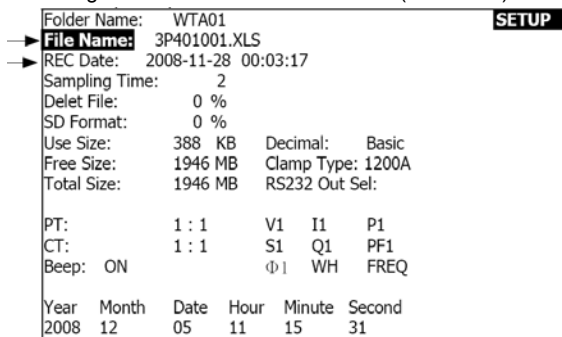 Folder Name: WTA01 SETUP
File Name: 3P401001.XLS
REC Date: 2008-11-28 00:03:17
Sampling Time: 2
Delet File: 0 %
SD Format: 0 %
Use Size: 388 KB Decimal: Basic
Free Size: 1946 MB Clamp Type: 1200A
Total Size: 1946 MB RS232 Out Sel:
PT: 1 : 1 V1 I1 P1
CT: 1 : 1 S1 Q1 PF1
Beep: ON Φ1 WH FREQ
Year Month Date Hour Minute Second
2008 12 05 11 15 31